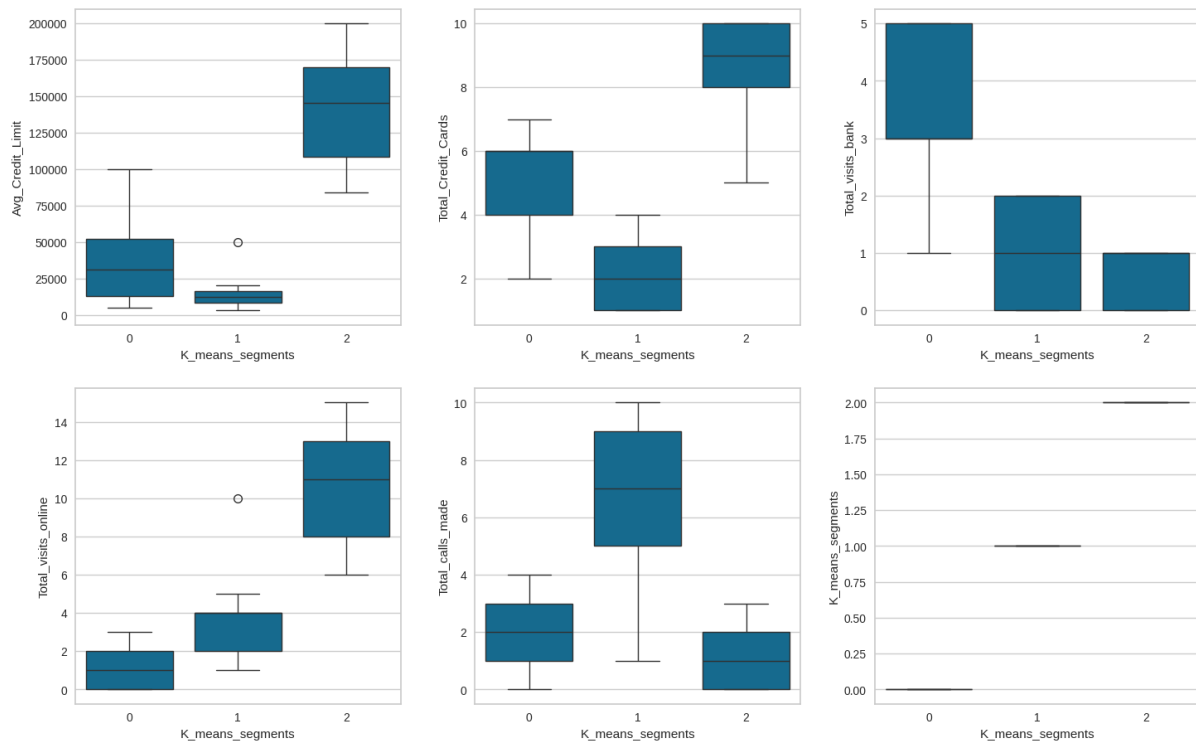 Avg_Credit_Limit
200000
175000
150000
125000
100000
75000
50000
25000
0
0 1 2
K_means_segments
Total_Credit_Cards
10
8
6
4
2
0 1 2
K_means_segments
Total_visits_bank
5
4
3
2
1
0
0 1 2
K_means_segments
Total_visits_online
14
12
10
8
6
4
2
0
0 1 2
K_means_segments
Total_calls_made
10
8
6
4
2
0
0 1 2
K_means_segments
K_means_segments
2.00
1.75
1.50
1.25
1.00
0.75
0.50
0.25
0.00
0 1 2
K_means_segments